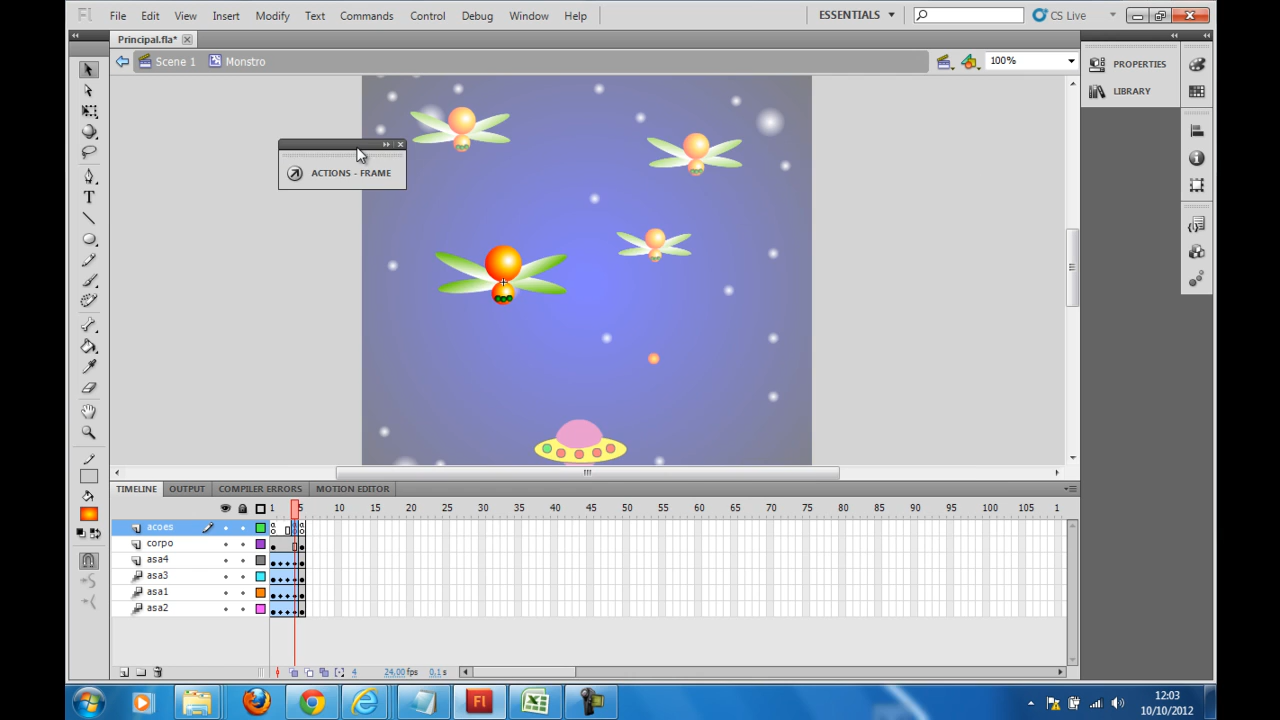 Fl File Edit View Insert Modify Text Commands Control Debug Window Help ESSENTIALS CS Live
Principal.fla*
Scene 1 Monstro 100%
PROPERTIES
LIBRARY
ACTIONS - FRAME
TIMELINE OUTPUT COMPILER ERRORS MOTION EDITOR
1 5 10 15 20 25 30 35 40 45 50 55 60 65 70 75 80 85 90 95 100 105 1
acoes
corpo
asa4
asa3
asa1
asa2
4 24,00 fps 0,1 s
Fl
12:03
10/10/2012